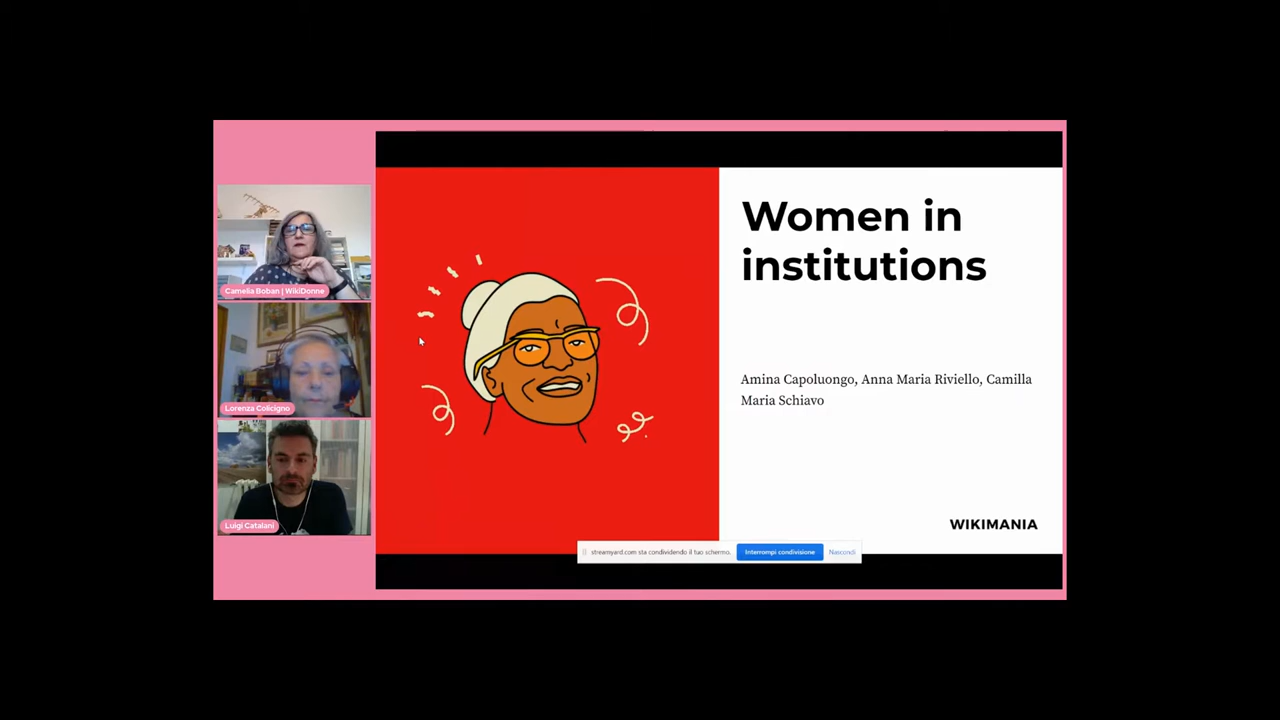 Camelia Boban | WikiDonne
Lorenza Colicigno
Luigi Catalani
Women in
institutions
Amina Capoluongo, Anna Maria Riviello, Camilla
Maria Schiavo
WIKIMANIA
streamyard.com sta condividendo il tuo schermo.
Interrompi condivisione
Nascondi